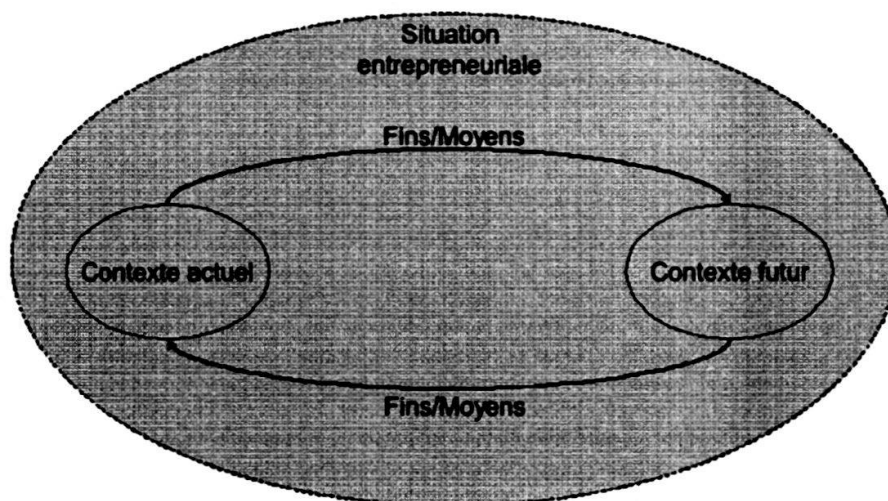 Situation
entrepreneuriale
Fins/Moyens
Contexte actuel
Contexte futur
Fins/Moyens